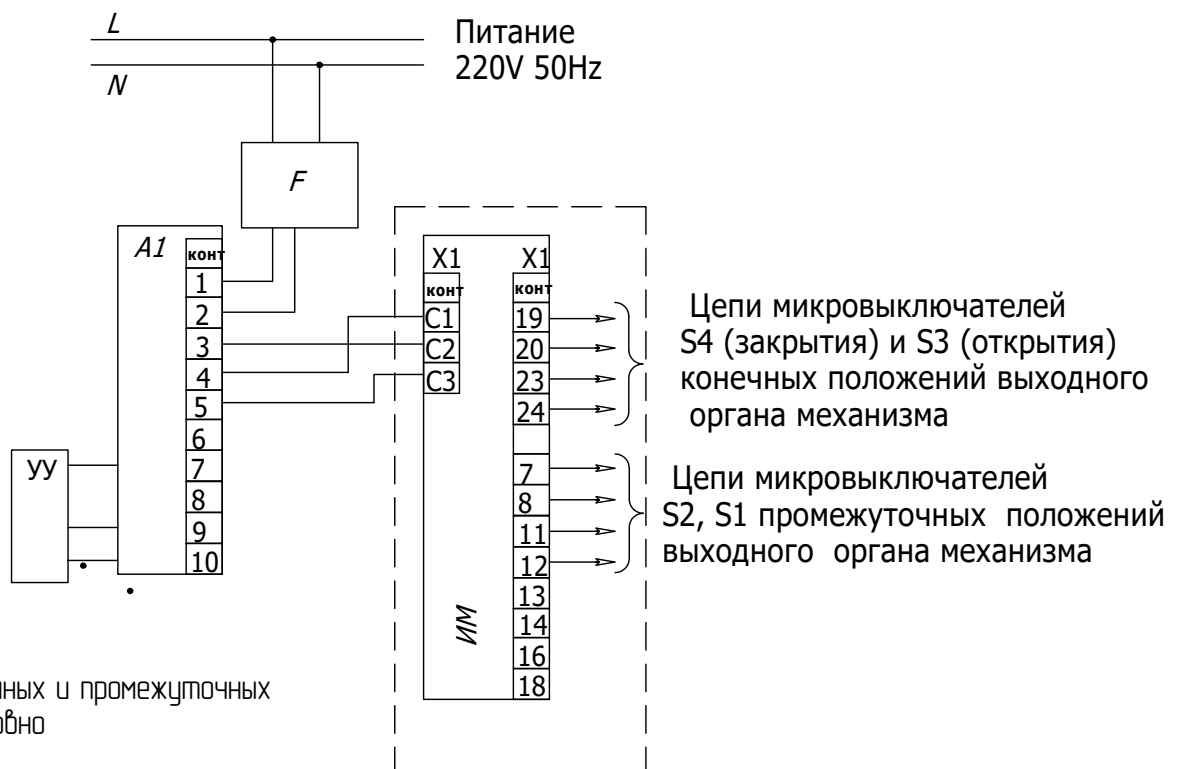 L
Питание
220V 50Hz
N
F
A1
конт
1
2
3
4
5
6
7
8
9
10
УУ
X1
X1
конт
конт
C1
C2
C3
19
20
23
24
7
8
11
12
13
14
16
18
ИМ
Цепи микровыключателей
S4 (закрытия) и S3 (открытия)
конечных положений выходного
органа механизма
Цепи микровыключателей
S2, S1 промежуточных положений
выходного органа механизма
и промежуточных